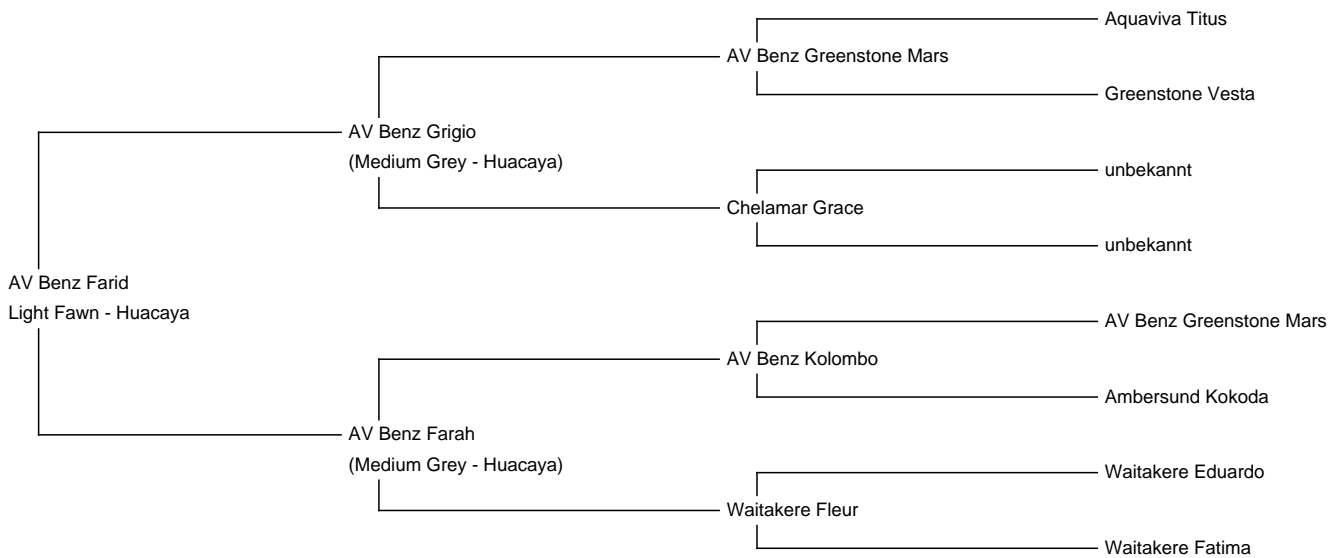 Aquaviva Titus
AV Benz Greenstone Mars
Greenstone Vesta
AV Benz Grigio
(Medium Grey - Huacaya)
unbekannt
Chelamar Grace
unbekannt
AV Benz Farid
Light Fawn - Huacaya
AV Benz Greenstone Mars
AV Benz Kolombo
Ambersund Kokoda
AV Benz Farah
(Medium Grey - Huacaya)
Waitakere Eduardo
Waitakere Fleur
Waitakere Fatima